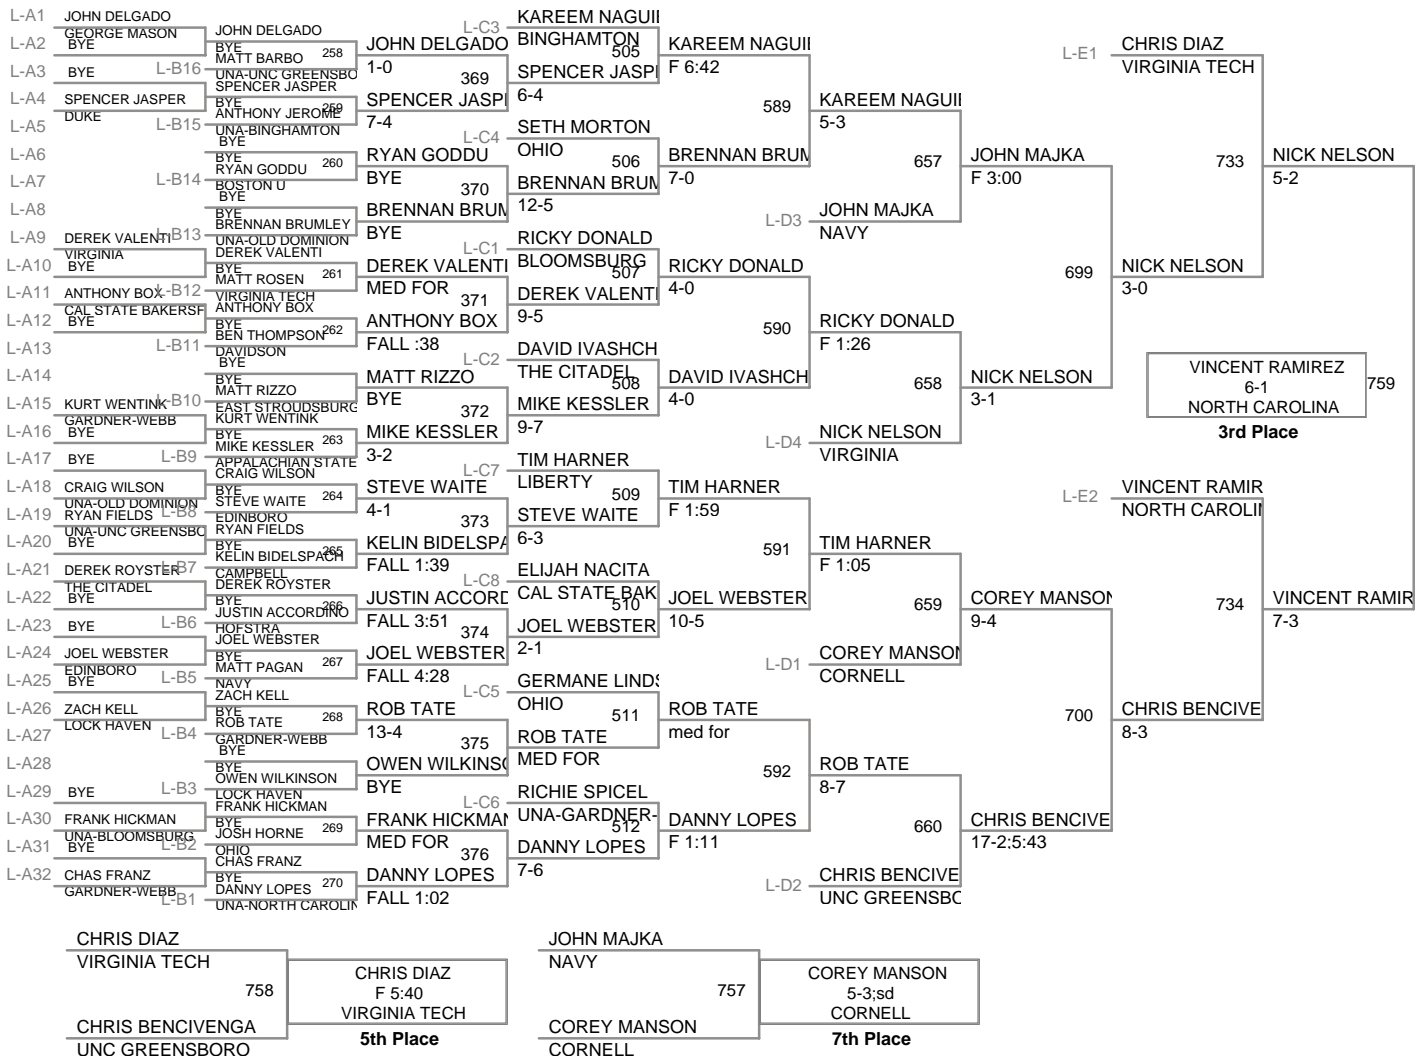 L-A1
JOHN DELGADO
GEORGE MASON
L-A2
BYE
L-A3
BYE
L-A4
SPENCER JASPER
DUKE
L-A5
L-A6
L-A7
L-A8
L-A9
DEREK VALENTI
VIRGINIA
L-A10
BYE
L-A11
ANTHONY BOX
CAL STATE BAKERSF
L-A12
BYE
L-A13
L-A14
L-A15
KURT WENTINK
GARDNER-WEBB
L-A16
BYE
L-A17
BYE
L-A18
CRAIG WILSON
UNA-OLD DOMINION
L-A19
RYAN FIELDS
UNA-UNC GREENSBO
L-A20
BYE
L-A21
DEREK ROYSTER
THE CITADEL
L-A22
BYE
L-A23
BYE
L-A24
JOEL WEBSTER
EDINBORO
L-A25
BYE
L-A26
ZACH KELL
LOCK HAVEN
L-A27
L-A28
L-A29
BYE
L-A30
FRANK HICKMAN
UNA-BLOOMSBURG
L-A31
BYE
L-A32
CHAS FRANZ
GARDNER-WEBB
JOHN DELGADO
BYE
258
L-B16
MATT BARBO
UNA-UNC GREENSBO
SPENCER JASPER
BYE
259
L-B15
ANTHONY JEROME
UNA-BINGHAMTON
BYE
BYE
260
L-B14
RYAN GODDU
BOSTON U
BYE
BYE
L-B13
BRENNAN BRUMLEY
UNA-OLD DOMINION
DEREK VALENTI
BYE
261
L-B12
MATT ROSEN
VIRGINIA TECH
ANTHONY BOX
BYE
262
L-B11
BEN THOMPSON
DAVIDSON
BYE
BYE
L-B10
MATT RIZZO
EAST STROUDSBURG
KURT WENTINK
BYE
263
L-B9
MIKE KESSLER
APPALACHIAN STATE
CRAIG WILSON
BYE
264
L-B8
STEVE WAITE
EDINBORO
RYAN FIELDS
BYE
265
L-B7
KELIN BIDELSPACH
CAMPBELL
DEREK ROYSTER
BYE
266
L-B6
JUSTIN ACCORDINO
HOFSTRA
JOEL WEBSTER
BYE
267
L-B5
MATT PAGAN
NAVY
ZACH KELL
BYE
268
L-B4
ROB TATE
GARDNER-WEBB
BYE
BYE
L-B3
OWEN WILKINSON
LOCK HAVEN
FRANK HICKMAN
BYE
269
L-B2
JOSH HORNE
OHIO
CHAS FRANZ
BYE
270
L-B1
DANNY LOPES
UNA-NORTH CAROLIN
JOHN DELGADO
1-0
369
SPENCER JASPE
7-4
RYAN GODDU
BYE
370
BRENNAN BRUM
BYE
DEREK VALENTI
MED FOR
371
ANTHONY BOX
FALL :38
MATT RIZZO
BYE
372
MIKE KESSLER
3-2
STEVE WAITE
4-1
373
KELIN BIDELSPA
FALL 1:39
JUSTIN ACCORD
FALL 3:51
374
JOEL WEBSTER
FALL 4:28
ROB TATE
13-4
375
OWEN WILKINSO
BYE
FRANK HICKMAN
MED FOR
376
DANNY LOPES
FALL 1:02
L-C3
KAREEM NAGUIB
BINGHAMTON
505
SPENCER JASPE
6-4
L-C4
SETH MORTON
OHIO
506
BRENNAN BRUM
12-5
L-C1
RICKY DONALD
BLOOMSBURG
507
DEREK VALENTI
9-5
L-C2
DAVID IVASHCH
THE CITADEL
508
MIKE KESSLER
9-7
L-C7
TIM HARNER
LIBERTY
509
STEVE WAITE
6-3
L-C8
ELIJAH NACITA
CAL STATE BAK
510
JOEL WEBSTER
2-1
L-C5
GERMANE LINDS
OHIO
511
ROB TATE
MED FOR
L-C6
RICHIE SPICEL
UNA-GARDNER-
512
DANNY LOPES
7-6
KAREEM NAGUIB
F 6:42
589
BRENNAN BRUM
7-0
RICKY DONALD
4-0
590
DAVID IVASHCH
4-0
TIM HARNER
F 1:59
591
JOEL WEBSTER
10-5
ROB TATE
med for
592
DANNY LOPES
F 1:11
KAREEM NAGUIB
5-3
657
L-D3
JOHN MAJKA
NAVY
RICKY DONALD
F 1:26
658
L-D4
NICK NELSON
VIRGINIA
TIM HARNER
F 1:05
659
L-D1
COREY MANSON
CORNELL
ROB TATE
8-7
660
L-D2
CHRIS BENCIVE
UNC GREENSBO
JOHN MAJKA
F 3:00
699
NICK NELSON
3-1
COREY MANSON
9-4
700
CHRIS BENCIVE
17-2;5:43
L-E1
CHRIS DIAZ
VIRGINIA TECH
733
NICK NELSON
3-0
L-E2
VINCENT RAMIR
NORTH CAROLIN
734
CHRIS BENCIVE
8-3
NICK NELSON
5-2
VINCENT RAMIREZ
6-1
NORTH CAROLINA
759
3rd Place
VINCENT RAMIR
7-3
CHRIS DIAZ
VIRGINIA TECH
758
CHRIS BENCIVENGA
UNC GREENSBORO
CHRIS DIAZ
F 5:40
VIRGINIA TECH
5th Place
JOHN MAJKA
NAVY
757
COREY MANSON
CORNELL
COREY MANSON
5-3;sd
CORNELL
7th Place